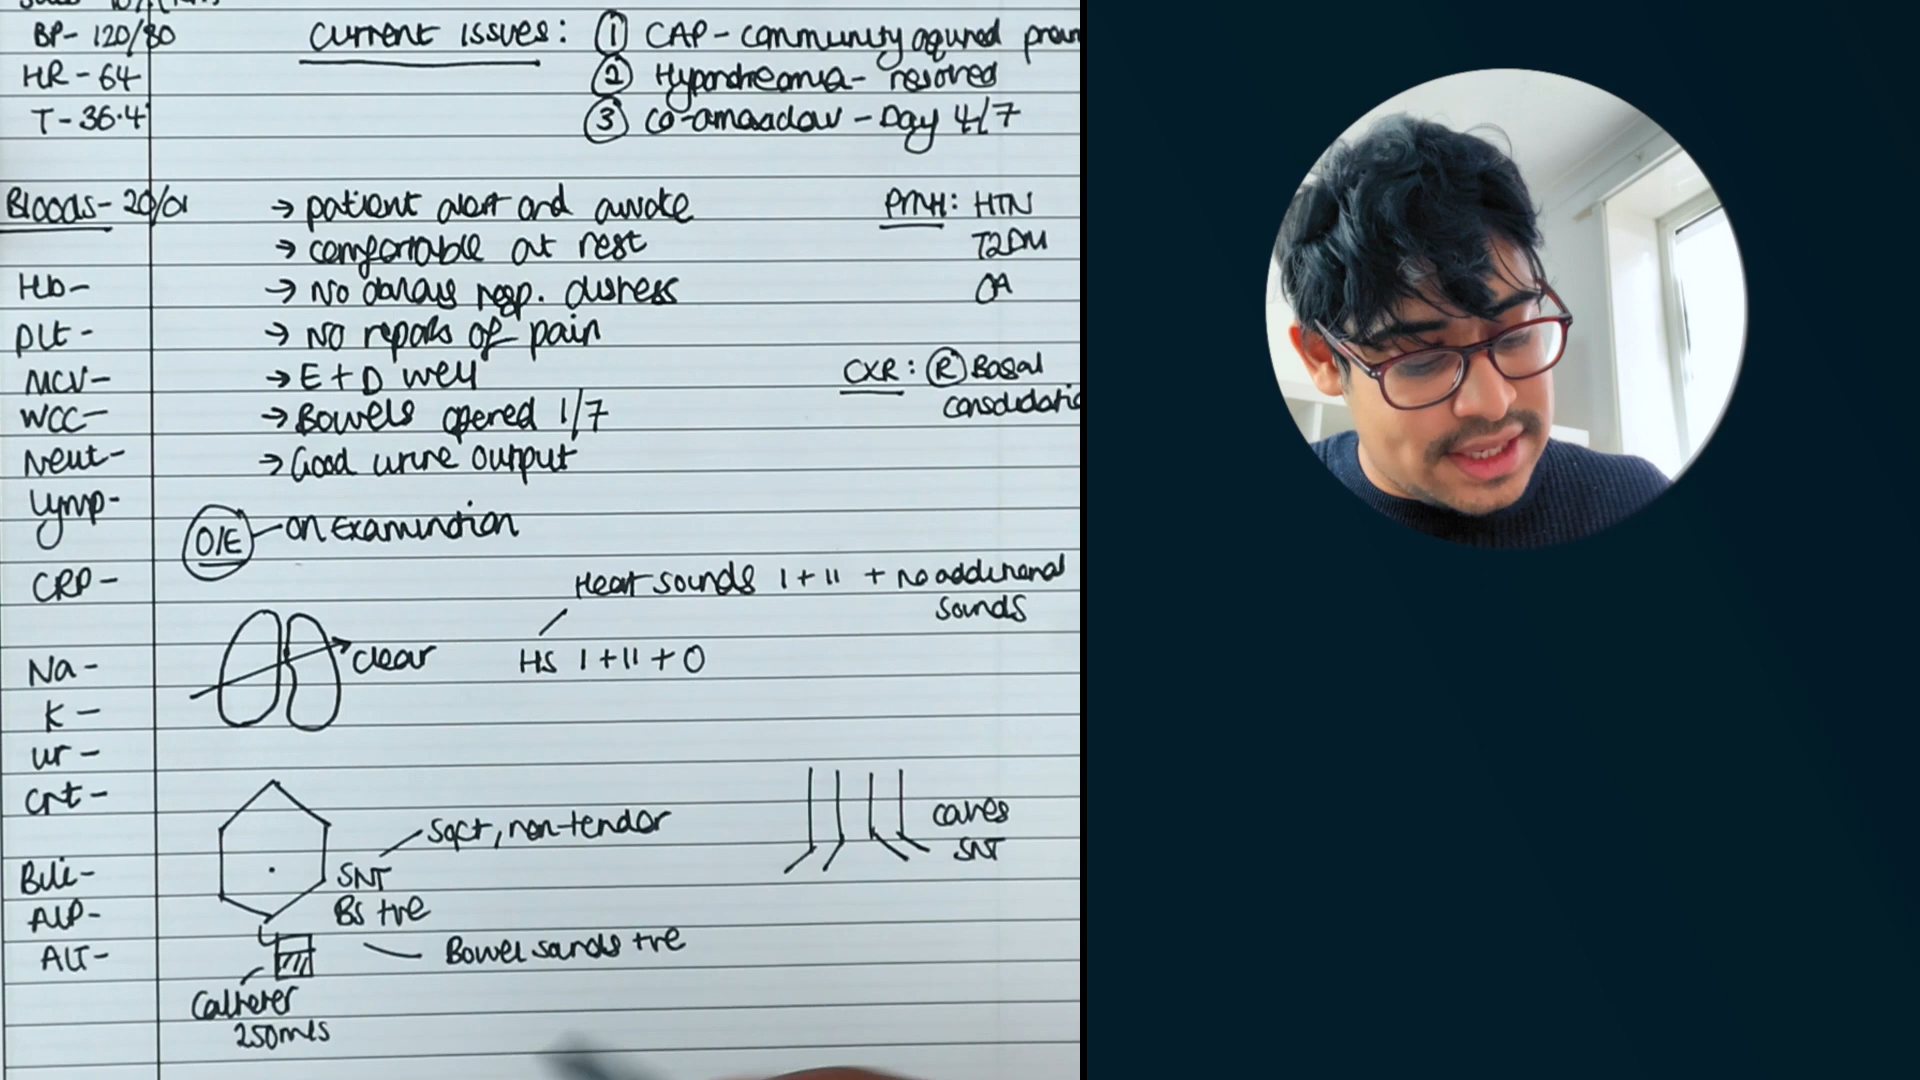 BP- 120/80
HR - 64
T - 36.4
Current issues: ① CAP - community aquired
② Hyponatreamia - resolved
③ co-amoxiclav - Day 4/7
Bloods - 20/01
Hb-
PLt -
MCV-
WCC-
Neut-
Lymp-
CRP-
Na-
K-
Ur-
Crt-
Bili-
ALP-
ALT-
→ patient alert and awake
→ comfortable at rest
→ No obvious resp. distress
→ No reports of pain
→ E+D well
→ Bowels opened 1/7
→ Good urine output
PMH: HTN
T2DM
OA
CXR: Ⓡ Basal
consolidatio
O/E - on Examination
Heart sounds I + II + no additional
sounds
clear
HS I + II + O
Soft, non-tender
SNT
BS +ve
Bowel sounds +ve
Catheter
250mls
calves
SNT